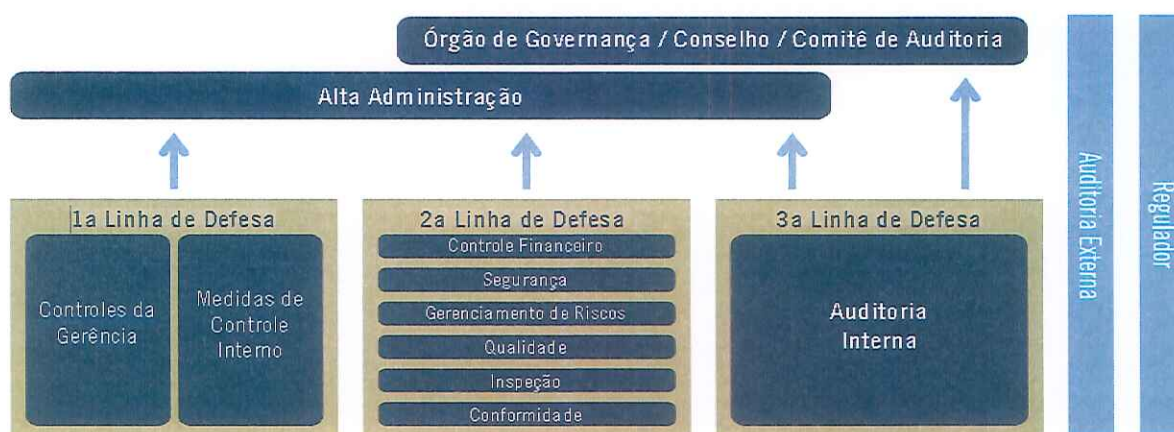 Órgão de Governança / Conselho / Comitê de Auditoria
Alta Administração
1a Linha de Defesa
Controles da
Gerência
Medidas de
Controle
Interno
2a Linha de Defesa
Controle Financeiro
Segurança
Gerenciamento de Riscos
Qualidade
Inspeção
Conformidade
3a Linha de Defesa
Auditoria
Interna
Auditoria Externa
Regulador